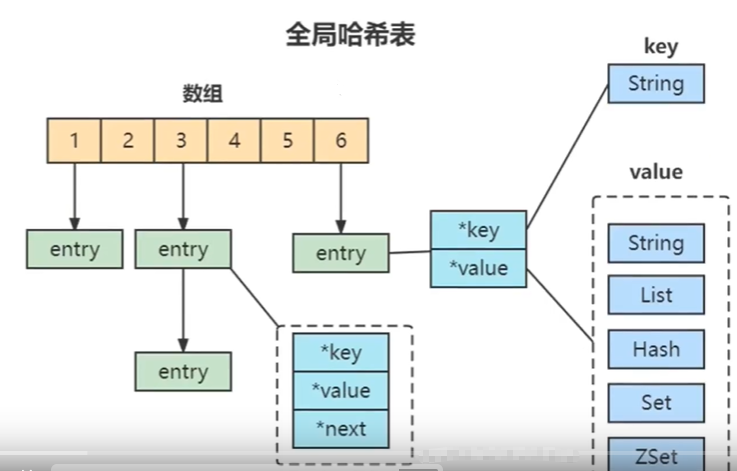 全局哈希表
key
String
数组
1 2 3 4 5 6
value
*key
*value
entry
entry
entry
String
List
*key
*value
*next
Hash
entry
Set
ZSet